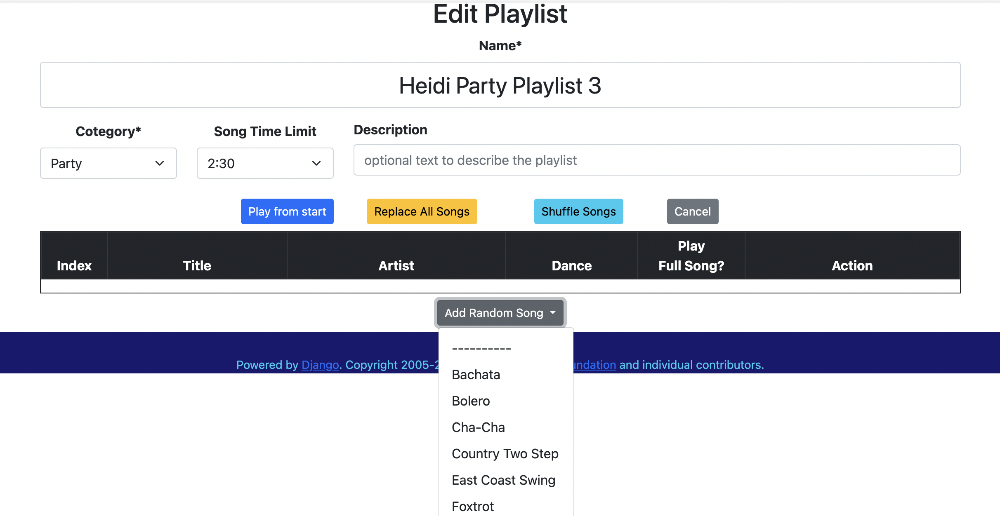 Edit Playlist
Name*
Heidi Party Playlist 3
Cotegory*
Song Time Limit
Description
Party
2:30
optional text to describe the playlist
Play from start
Replace All Songs
Shuffle Songs
Cancel
Index
Title
Artist
Dance
Play
Full Song?
Action
Add Random Song
----------
Powered by Django. Copyright 2005-
and individual contributors.
Bachata
Bolero
Cha-Cha
Country Two Step
East Coast Swing
Foxtrot